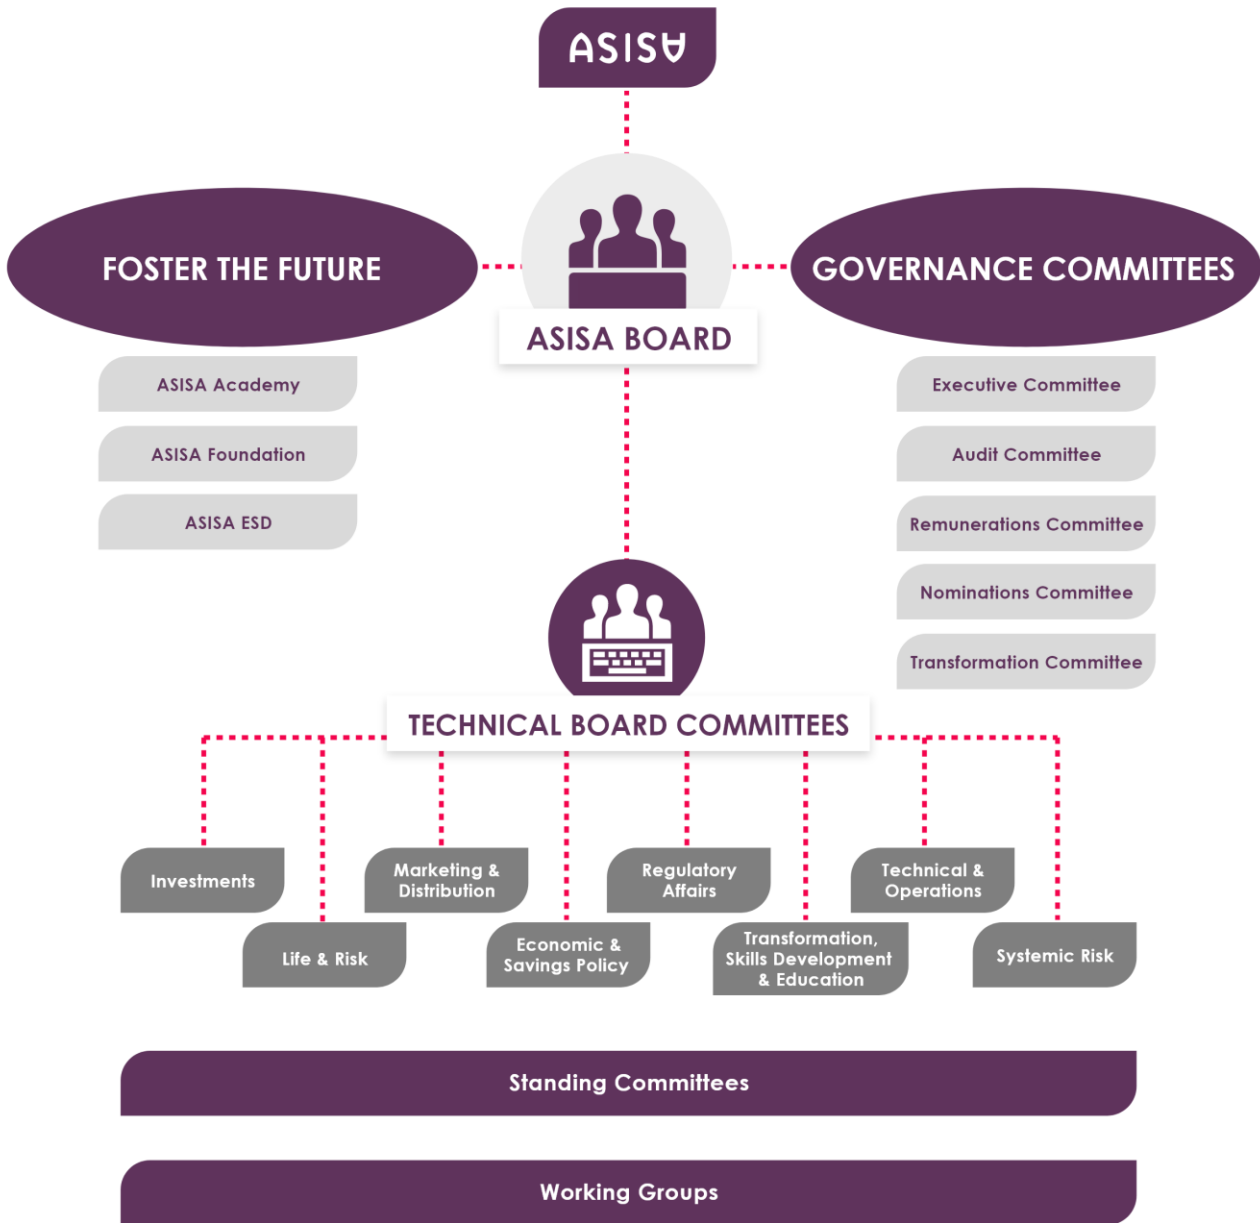 ASISA
FOSTER THE FUTURE
ASISA Academy
ASISA Foundation
ASISA ESD
ASISA BOARD
GOVERNANCE COMMITTEES
Executive Committee
Audit Committee
Remunerations Committee
Nominations Committee
Transformation Committee
TECHNICAL BOARD COMMITTEES
Investments
Life & Risk
Marketing &
Distribution
Economic &
Savings Policy
Regulatory
Affairs
Transformation,
Skills Development
& Education
Technical &
Operations
Systemic Risk
Standing Committees
Working Groups